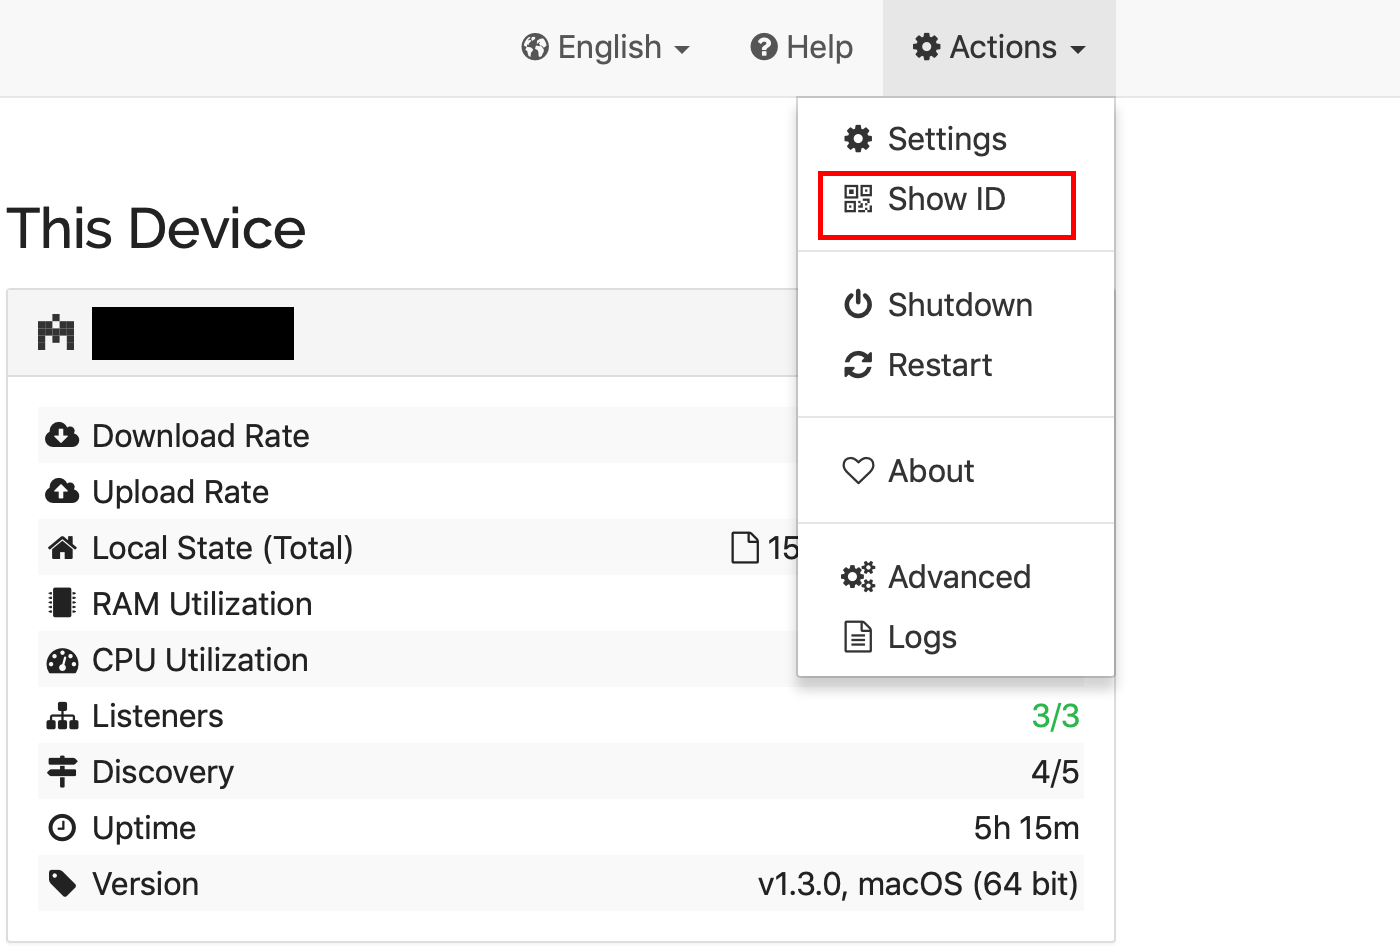 English
Help
Actions
Settings
Show ID
Shutdown
Restart
About
Advanced
Logs
This Device
Download Rate
Upload Rate
Local State (Total) 15
RAM Utilization
CPU Utilization
Listeners 3/3
Discovery 4/5
Uptime 5h 15m
Version v1.3.0, macOS (64 bit)